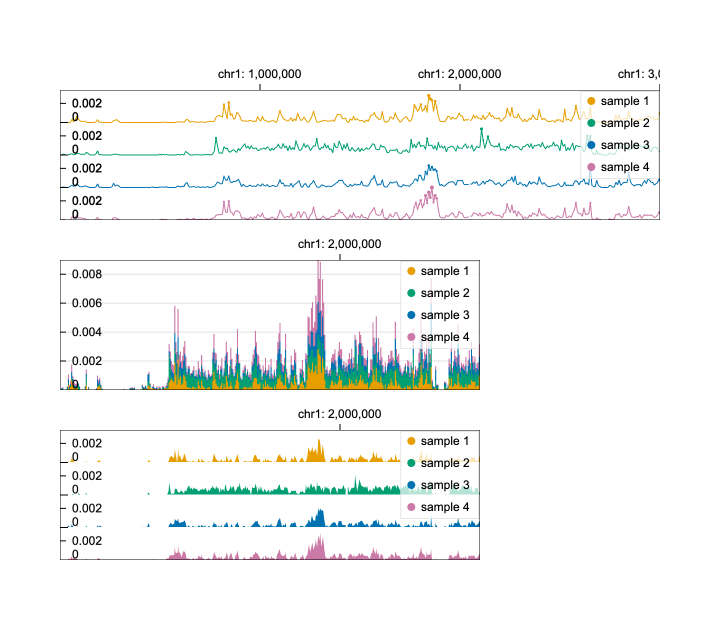 chr1: 1,000,000 chr1: 2,000,000 chr1: 3,0
0.002 sample 1
0
sample 2
0.002
0 sample 3
0.002 sample 4
0
0.002
0
chr1: 2,000,000
0.008 sample 1
sample 2
0.006
sample 3
0.004 sample 4
0.002
0
chr1: 2,000,000
0.002 sample 1
0
sample 2
0.002
0 sample 3
0.002 sample 4
0
0.002
0